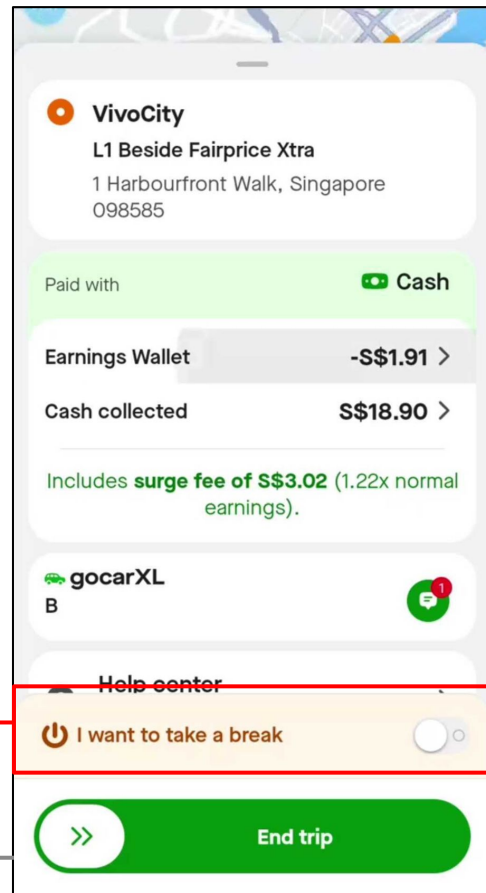 VivoCity
L1 Beside Fairprice Xtra
1 Harbourfront Walk, Singapore
098585
Paid with Cash
Earnings Wallet -S$1.91
Cash collected S$18.90
Includes surge fee of S$3.02 (1.22x normal
earnings).
gocarXL
1
B
Help center
I want to take a break
End trip